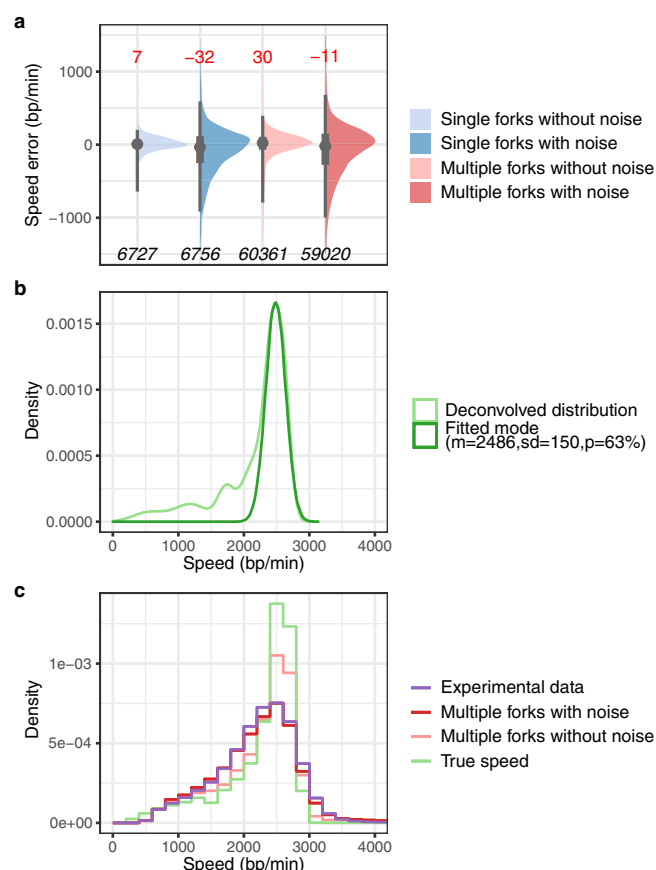 a
7 −32 30 −11
1000
0
−1000
Speed error (bp/min)
6727 6756 60361 59020
Single forks without noise
Single forks with noise
Multiple forks without noise
Multiple forks with noise
b
0.0015
0.0010
0.0005
0.0000
Density
0 1000 2000 3000 4000
Speed (bp/min)
Deconvolved distribution
Fitted mode
(m=2486,sd=150,p=63%)
c
1e−03
5e−04
0e+00
Density
0 1000 2000 3000 4000
Speed (bp/min)
Experimental data
Multiple forks with noise
Multiple forks without noise
True speed